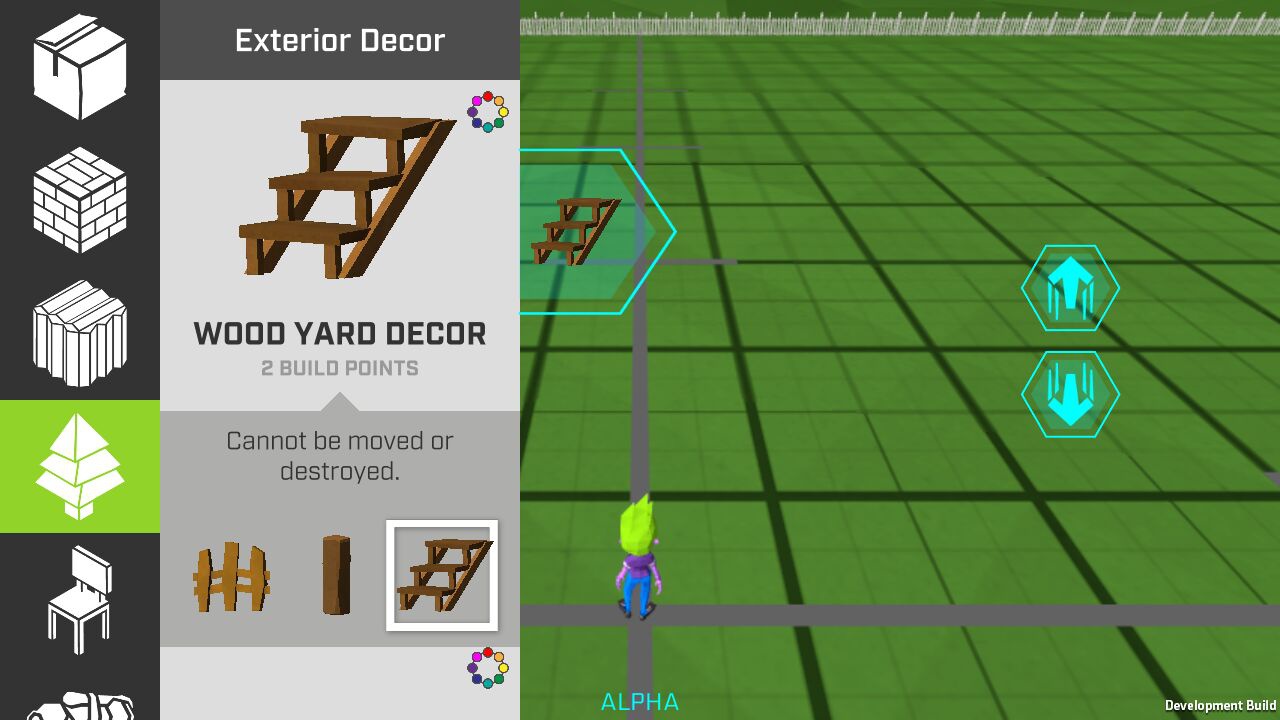 Exterior Decor
WOOD YARD DECOR
2 BUILD POINTS
Cannot be moved or
destroyed.
ALPHA
Development Build